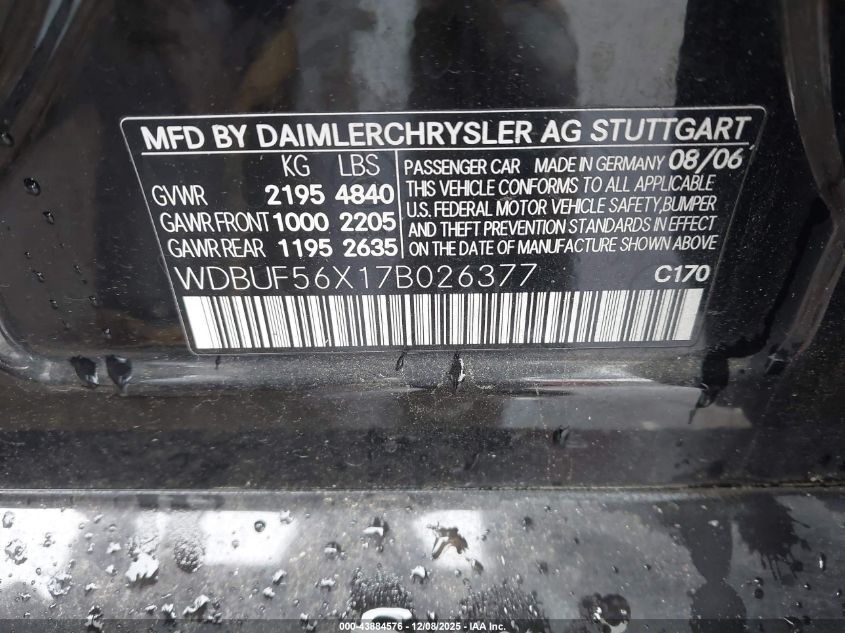 MFD BY DAIMLERCHRYSLER AG STUTTGART
KG LBS
GVWR 2195 4840
GAWR FRONT 1000 2205
GAWR REAR 1195 2635
PASSENGER CAR MADE IN GERMANY 08/06
THIS VEHICLE CONFORMS TO ALL APPLICABLE
U.S. FEDERAL MOTOR VEHICLE SAFETY,BUMPER
AND THEFT PREVENTION STANDARDS IN EFFECT
ON THE DATE OF MANUFACTURE SHOWN ABOVE.
WDBUF56X17B026377 C170
000-43884576 - 12/08/2025 - IAA Inc.